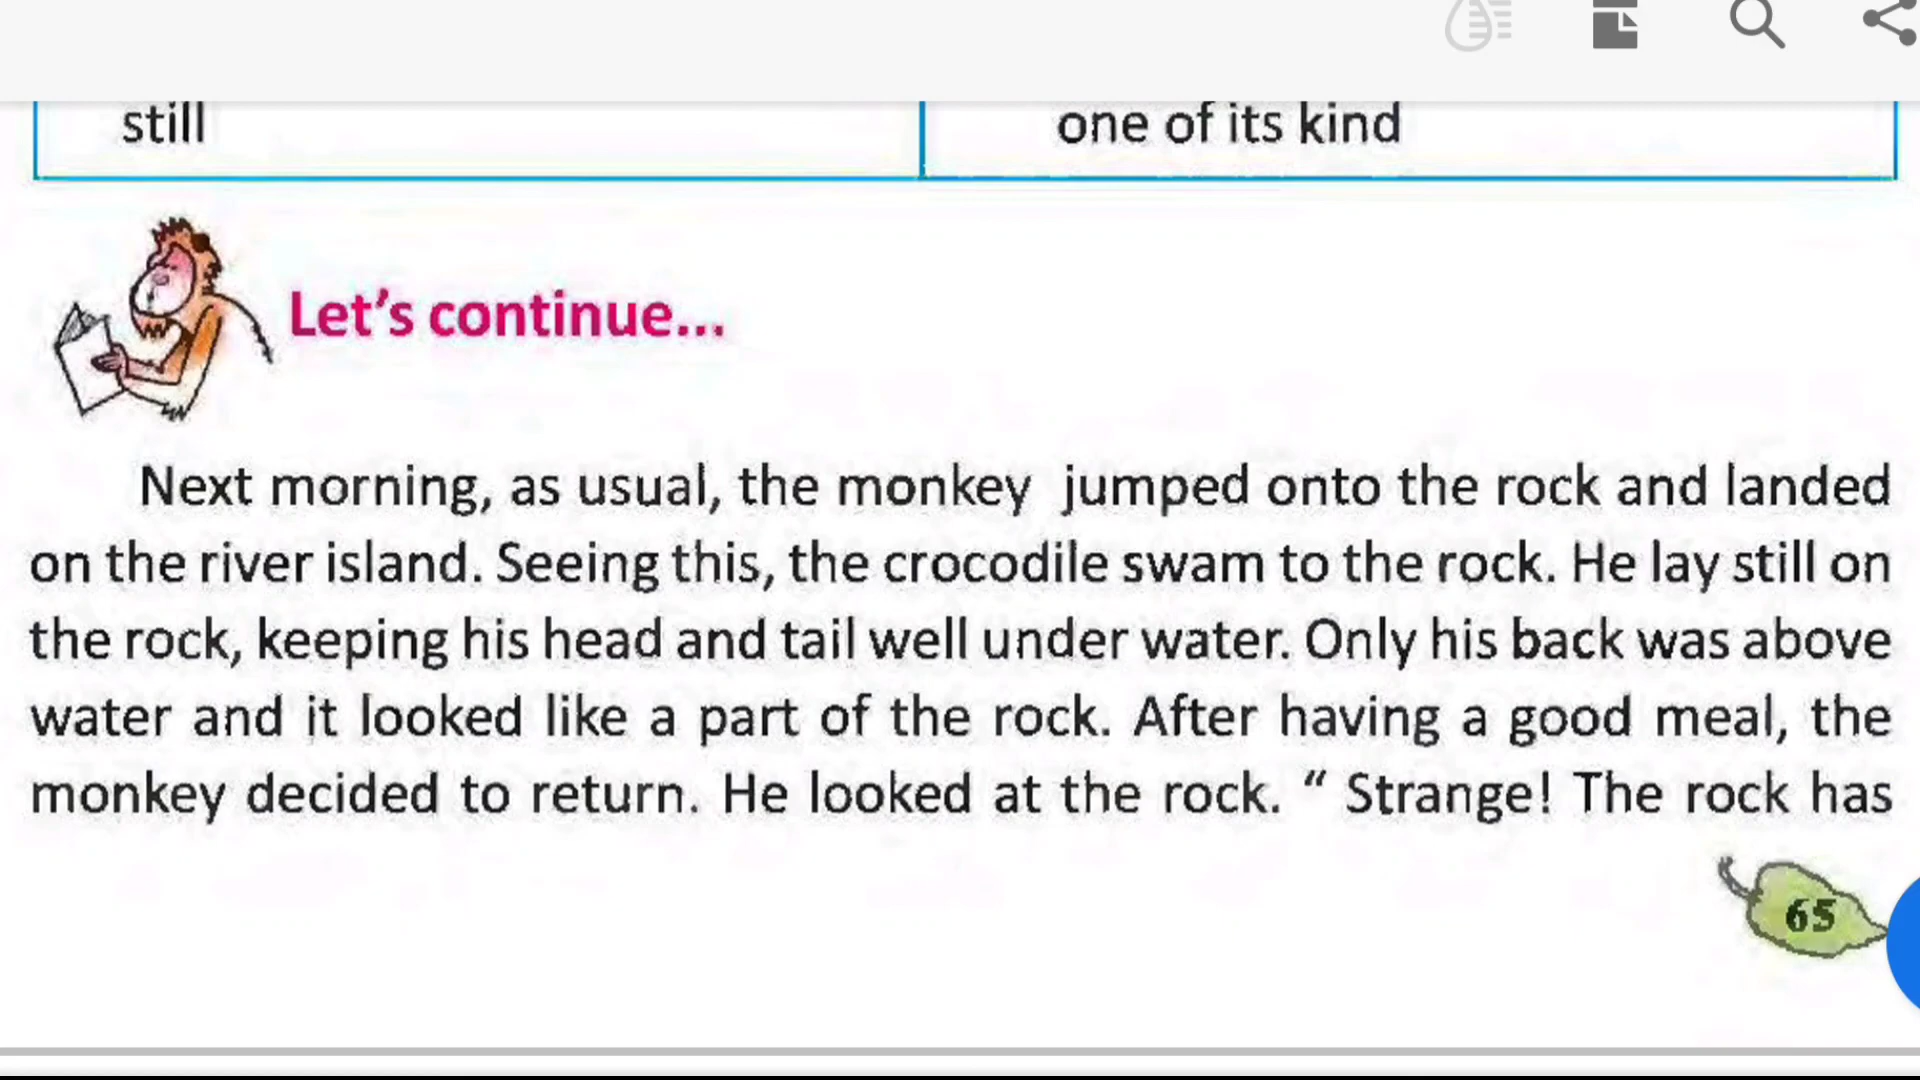 still one of its kind
Let's continue...
Next morning, as usual, the monkey jumped onto the rock and landed
on the river island. Seeing this, the crocodile swam to the rock. He lay still on
the rock, keeping his head and tail well under water. Only his back was above
water and it looked like a part of the rock. After having a good meal, the
monkey decided to return. He looked at the rock. “ Strange! The rock has
65